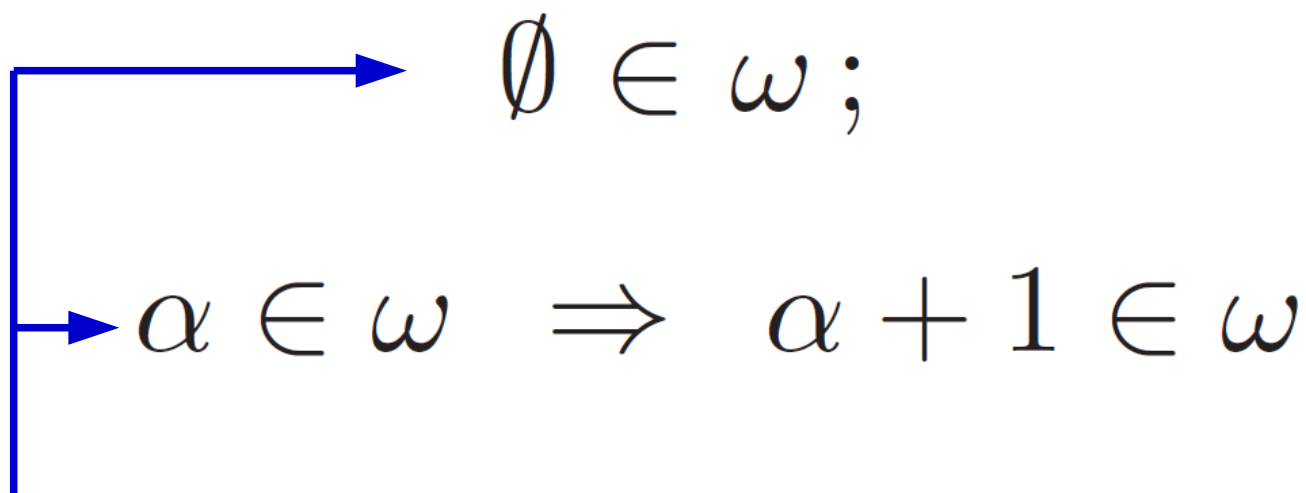 ∅ ∈ ω ;
α ∈ ω ⇒ α + 1 ∈ ω